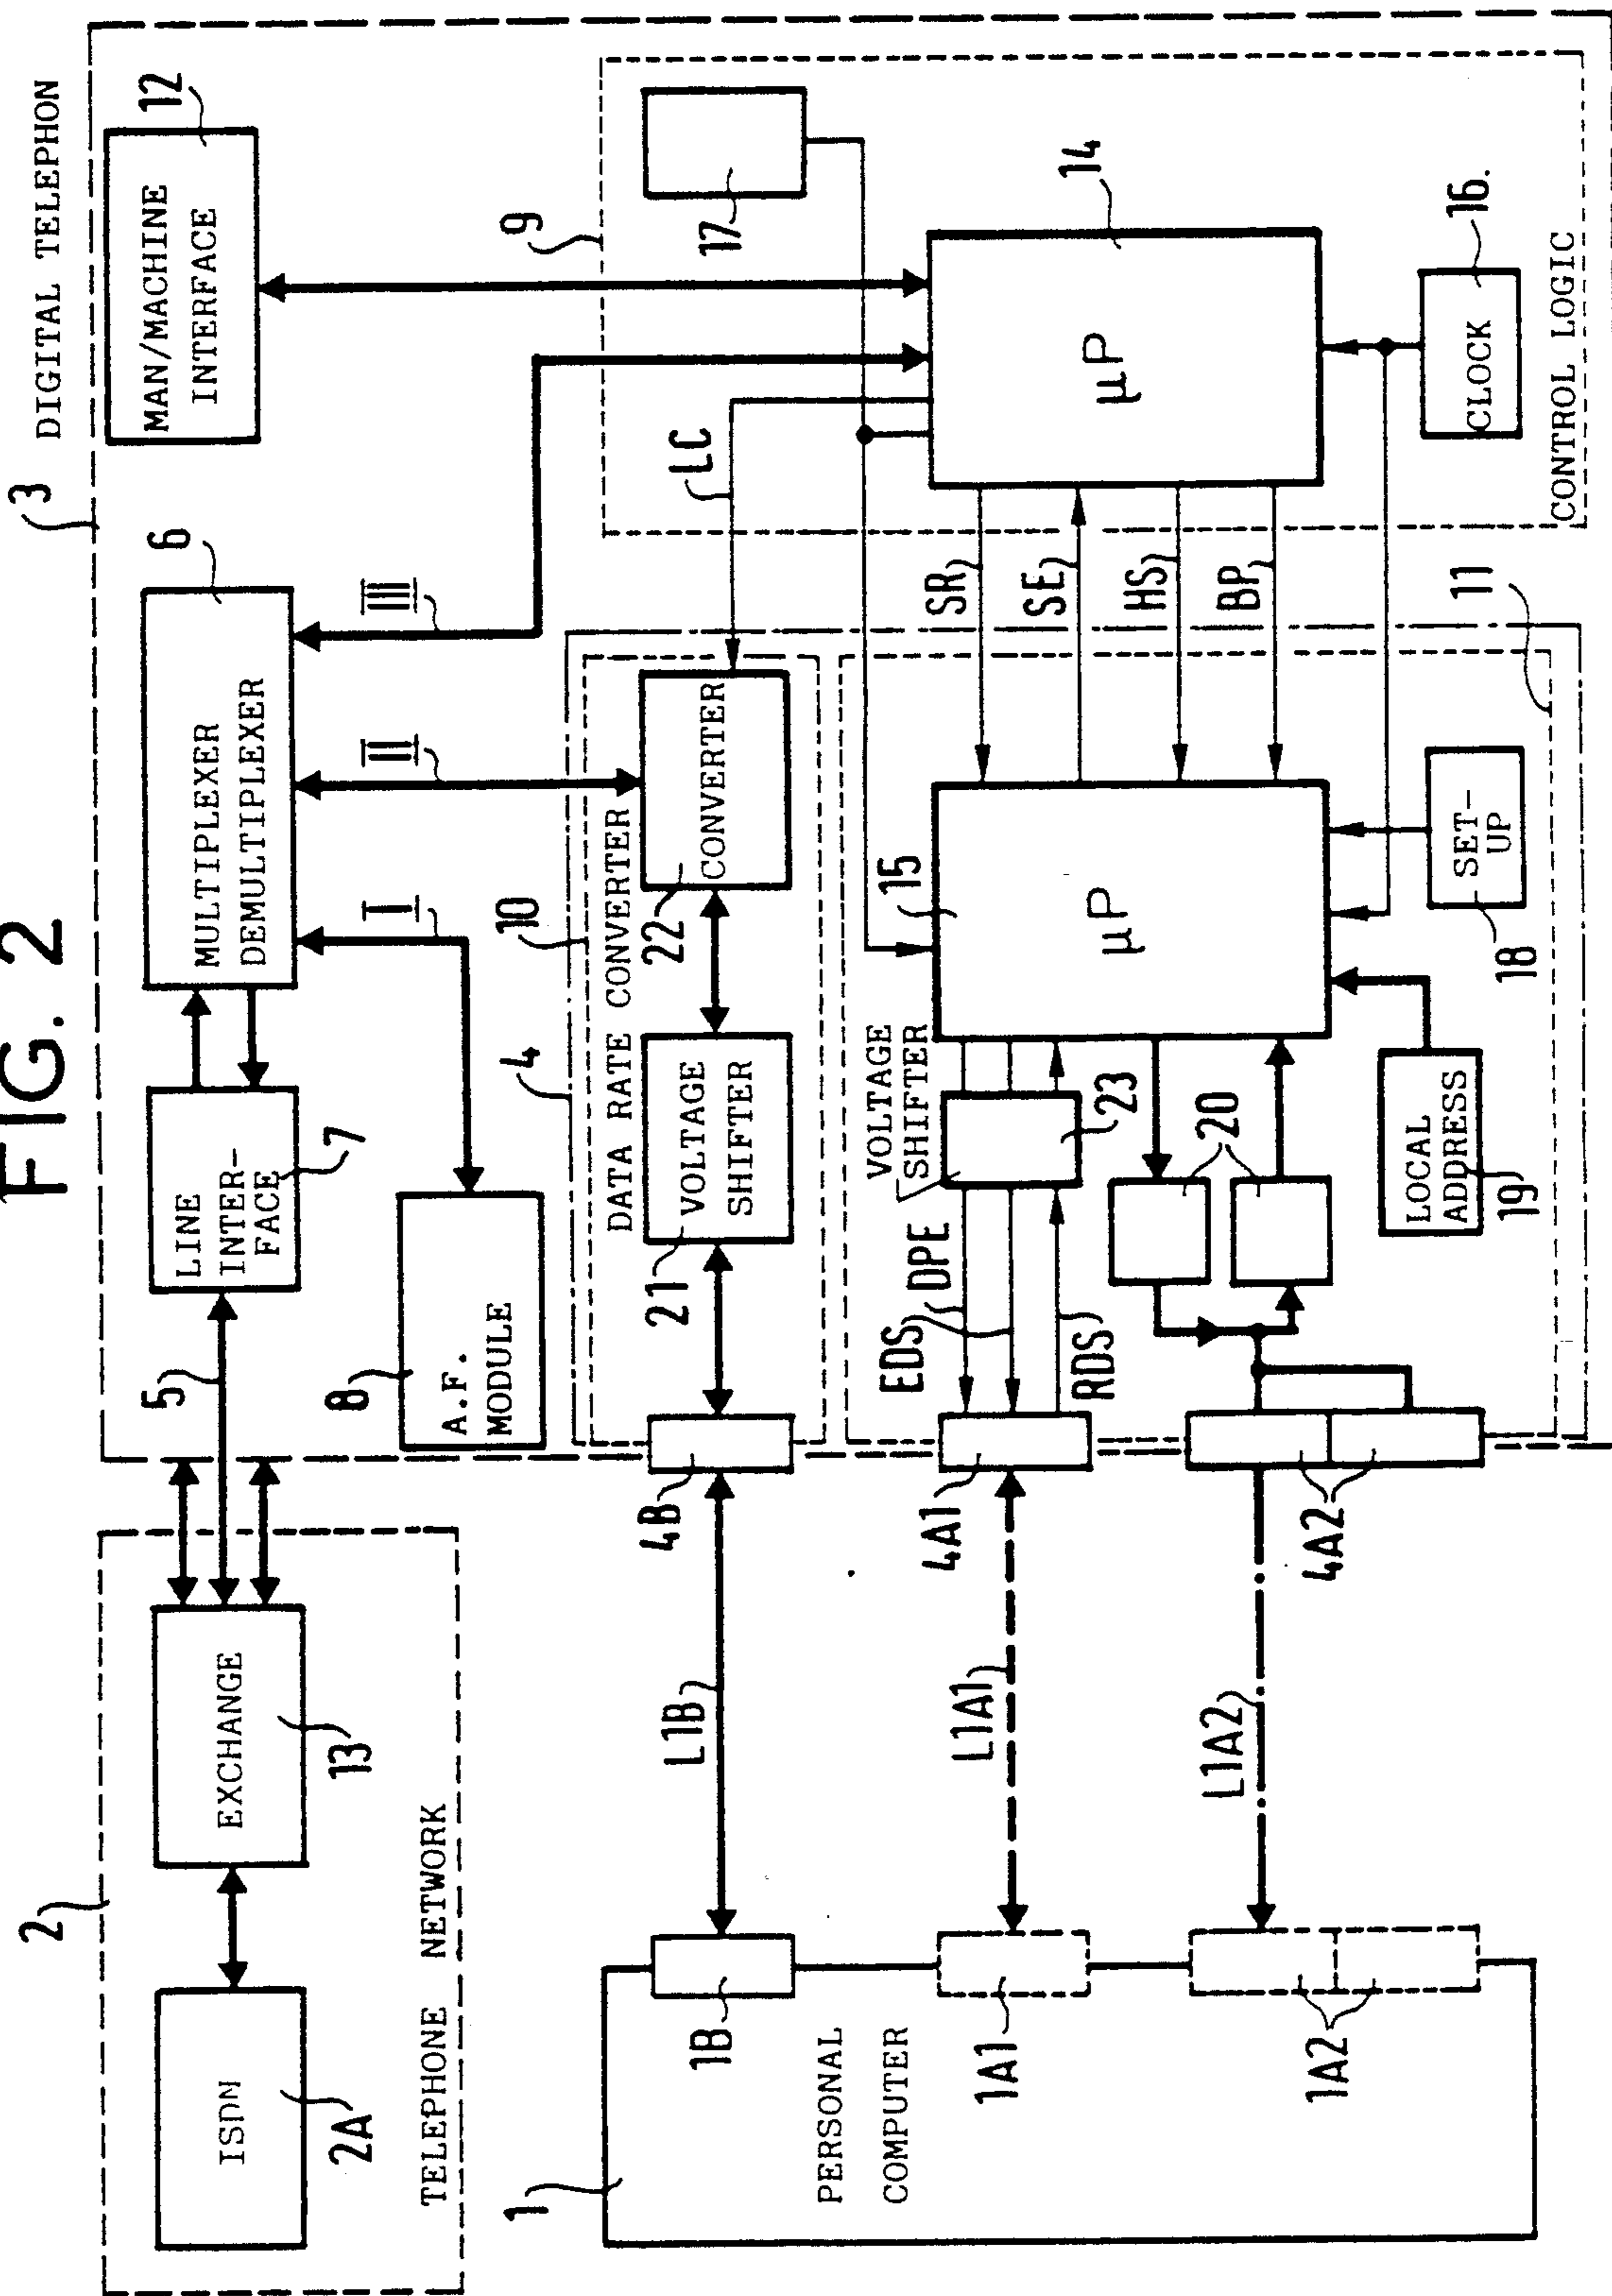 FIG. 2
3
DIGITAL TELEPHON
2
ISDN
2A
EXCHANGE
13
TELEPHONE NETWORK
5
LINE
INTER-
FACE
7
MULTIPLEXER
DEMULTIPLEXER
6
MAN/MACHINE
INTERFACE
12
8
A.F.
MODULE
I
II
III
4
10
DATA RATE CONVERTER
21
VOLTAGE
SHIFTER
22
CONVERTER
LC
9
17
1
PERSONAL
COMPUTER
1B
L1B
4B
1A1
L1A1
4A1
1A2
L1A2
4A2
EDS
DPE
RDS
VOLTAGE
SHIFTER
23
20
15
μP
SR
SE
HS
BP
14
μP
LOCAL
ADDRESS
19
SET-
UP
18
11
CLOCK
16.
CONTROL LOGIC